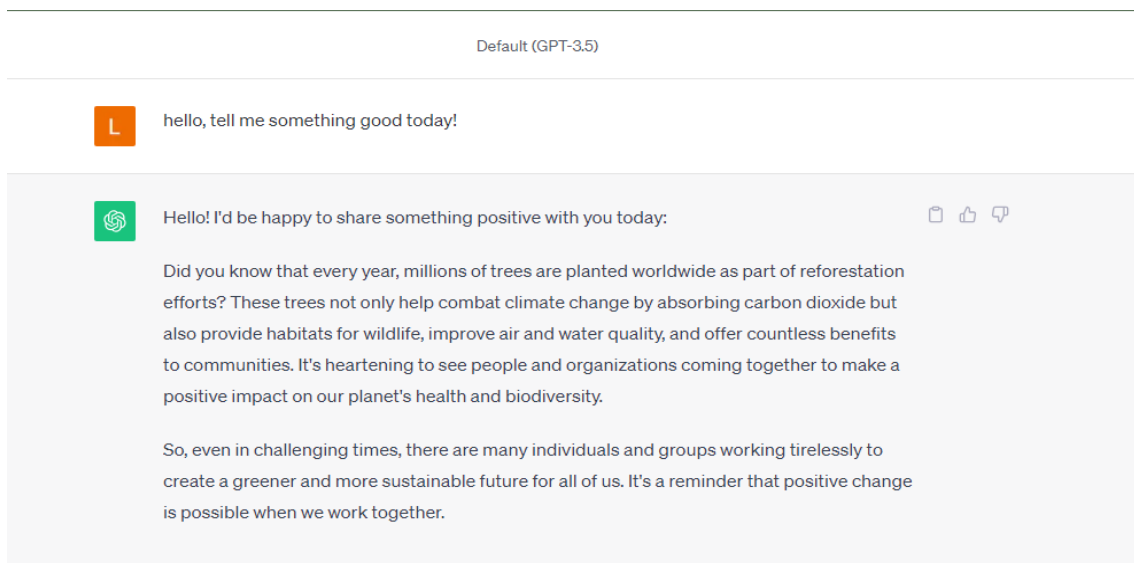 Default (GPT-3.5)
L
hello, tell me something good today!
Hello! I'd be happy to share something positive with you today:
Did you know that every year, millions of trees are planted worldwide as part of reforestation
efforts? These trees not only help combat climate change by absorbing carbon dioxide but
also provide habitats for wildlife, improve air and water quality, and offer countless benefits
to communities. It's heartening to see people and organizations coming together to make a
positive impact on our planet's health and biodiversity.
So, even in challenging times, there are many individuals and groups working tirelessly to
create a greener and more sustainable future for all of us. It's a reminder that positive change
is possible when we work together.